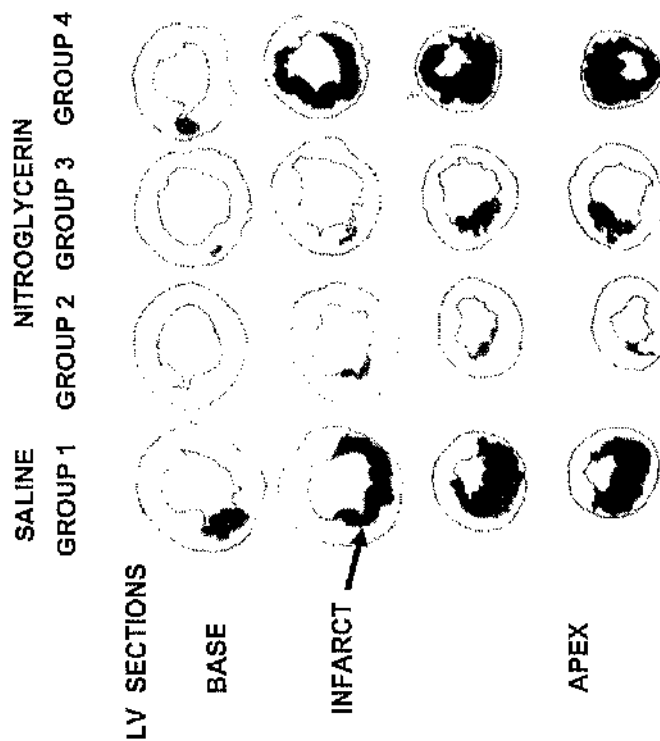 SALINE NITROGLYCERIN
GROUP 1 GROUP 2 GROUP 3 GROUP 4
LV SECTIONS
BASE
INFARCT
APEX